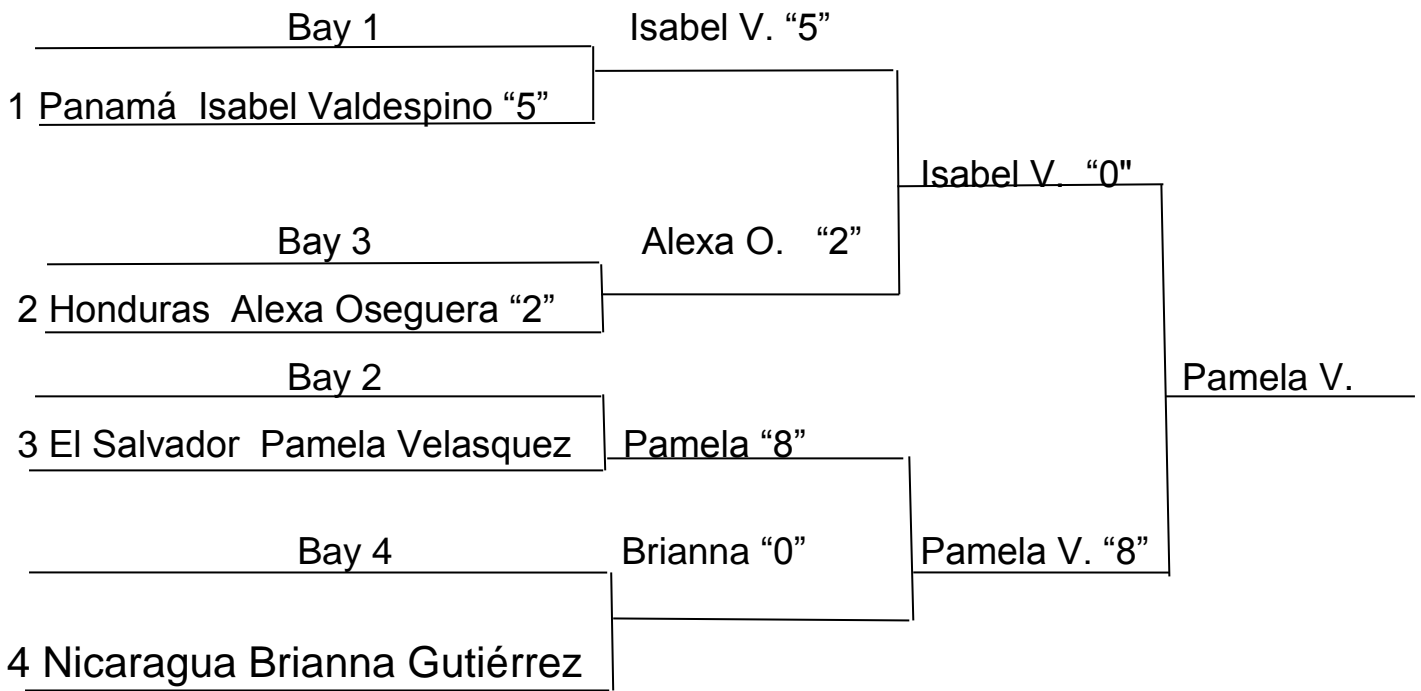 Bay 1
Isabel V. “5”
1 Panamá Isabel Valdespino “5”
Isabel V. “0"
Bay 3
Alexa O. “2”
2 Honduras Alexa Oseguera “2”
Bay 2
Pamela V.
3 El Salvador Pamela Velasquez
Pamela “8”
Bay 4
Brianna “0”
Pamela V. “8”
4 Nicaragua Brianna Gutiérrez